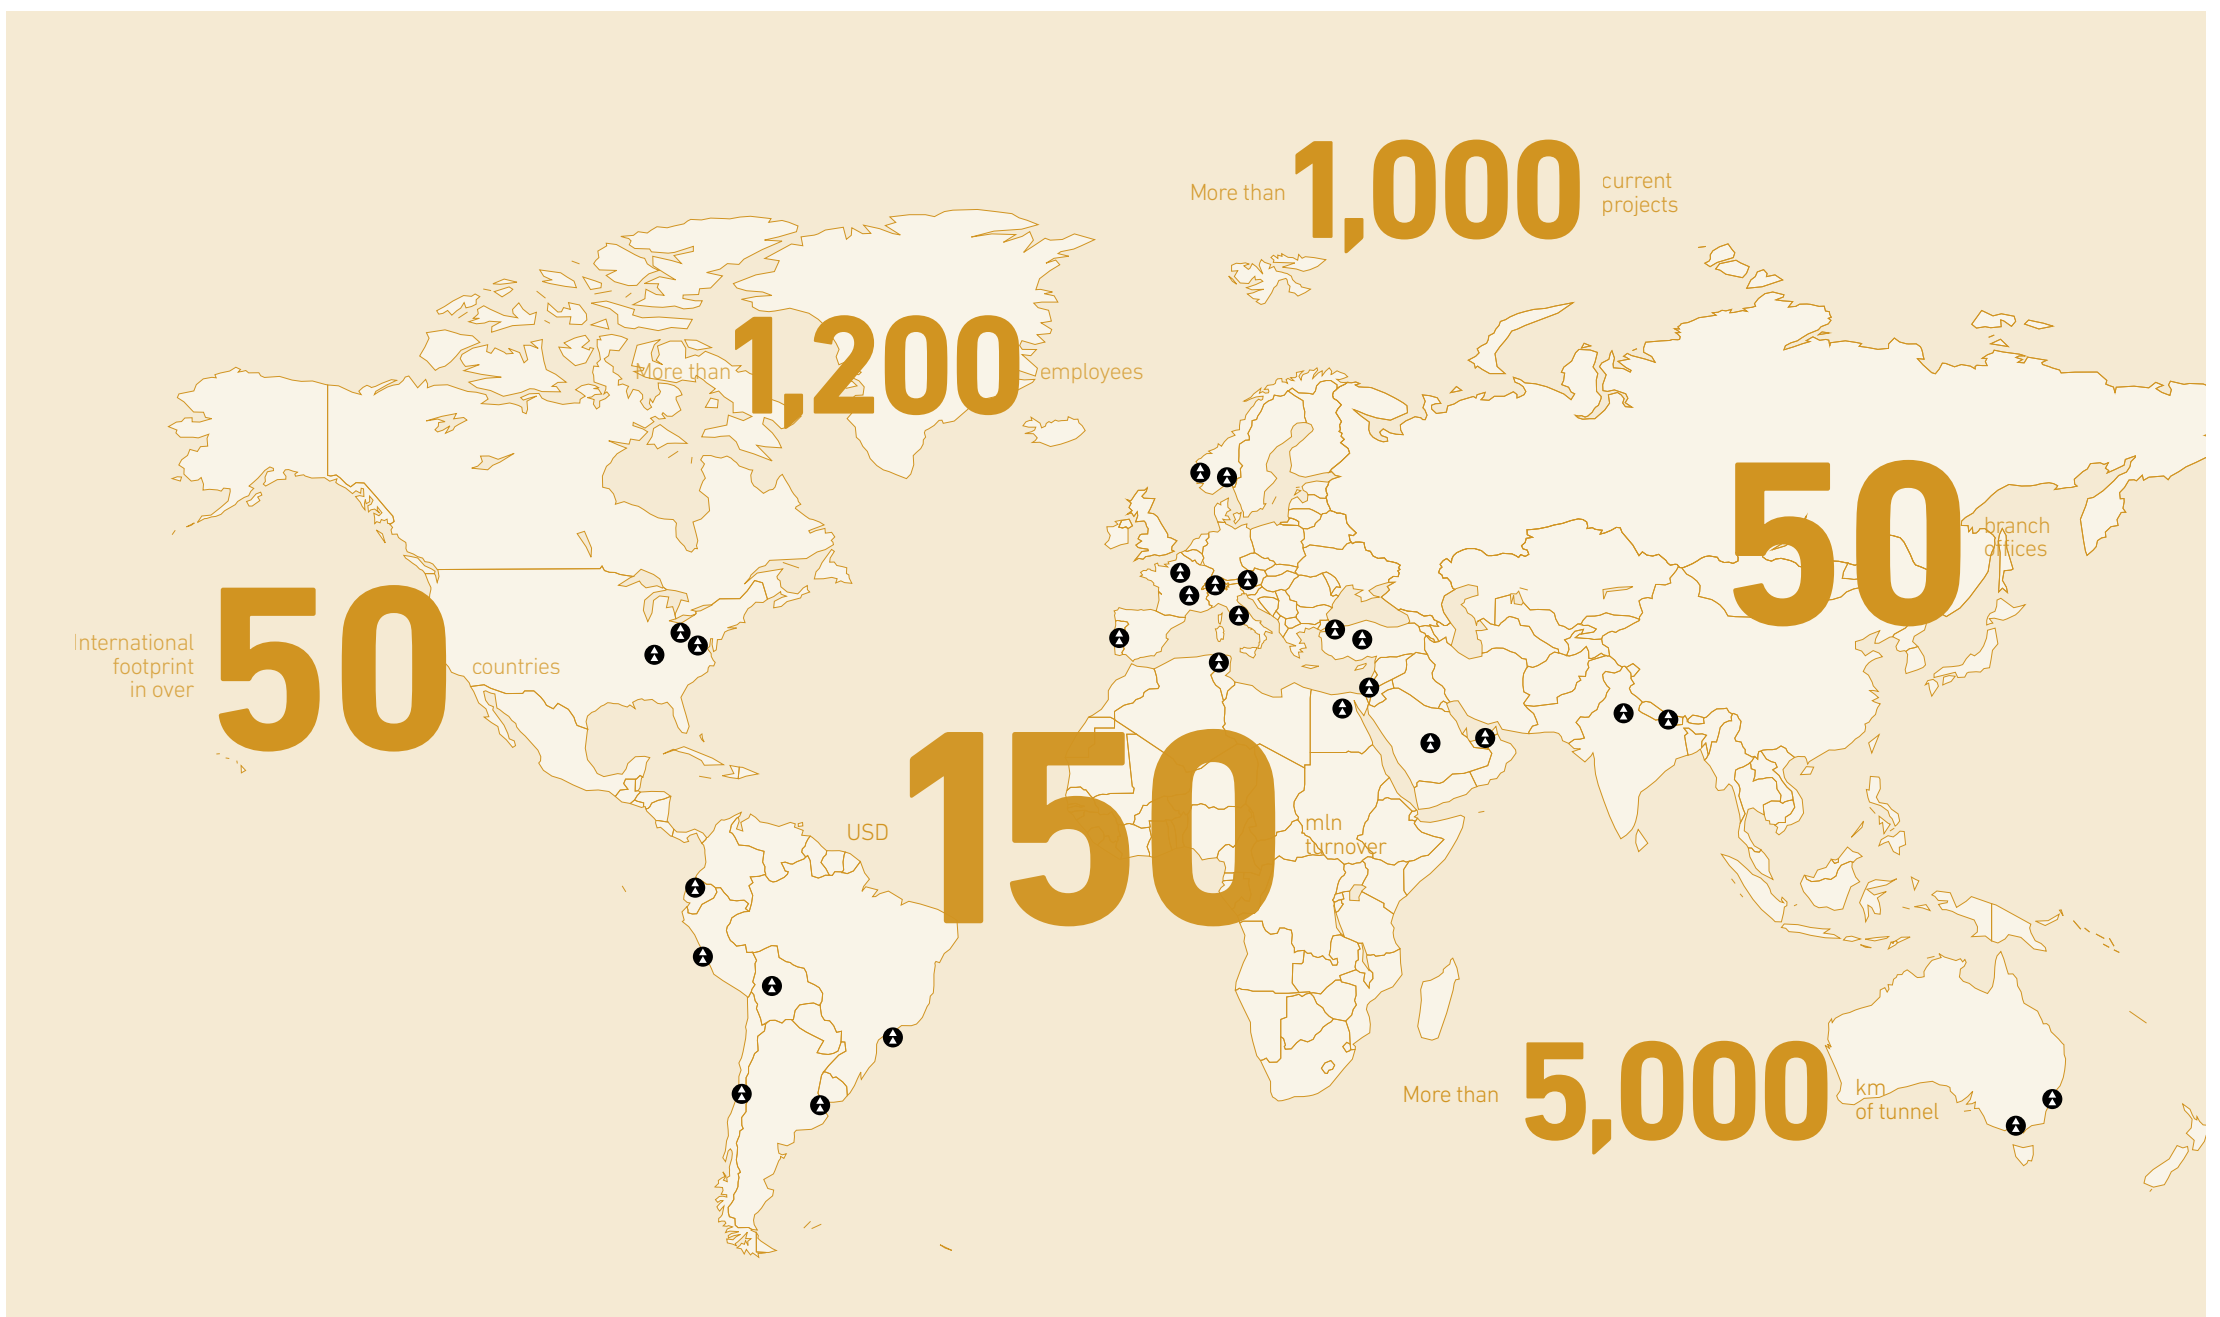 More than
1,000
current
projects
More than
1,200
employees
50
branch
offices
International
footprint
in over
50
countries
USD
150
mln
turnover
More than
5,000
km
of tunnel